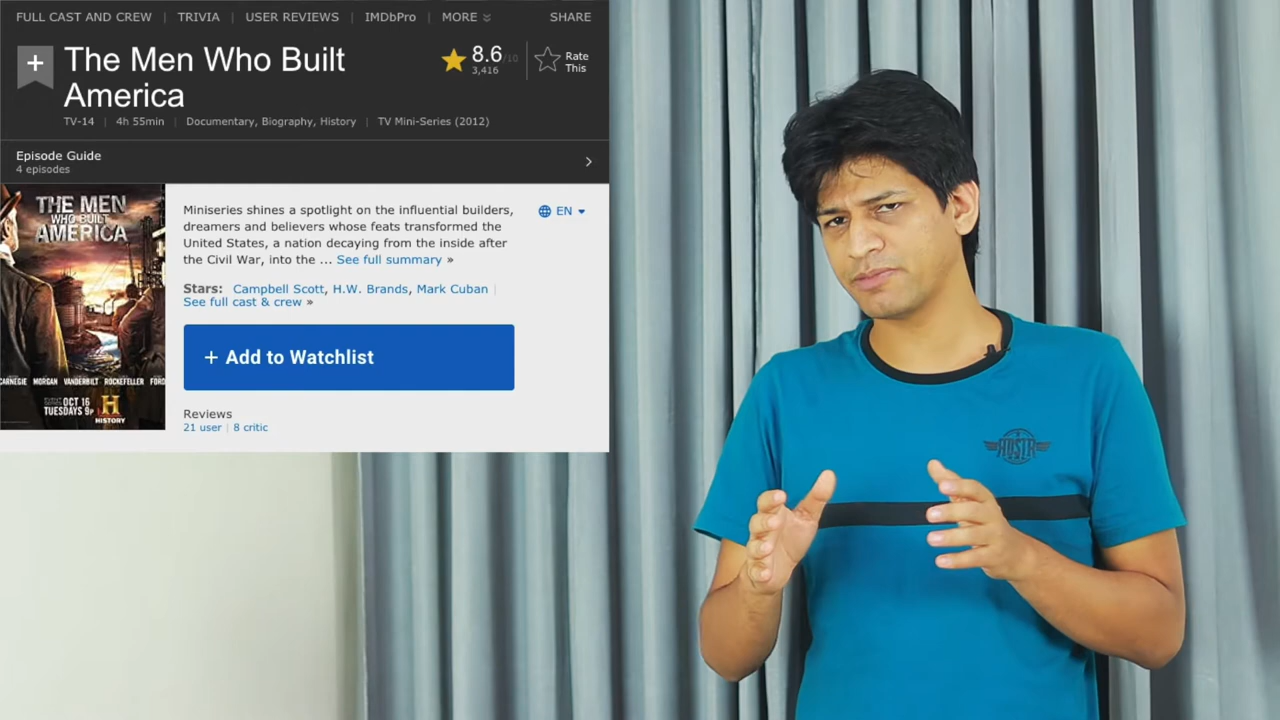 FULL CAST AND CREW | TRIVIA | USER REVIEWS | IMDbPro | MORE SHARE
+ The Men Who Built
America
8.6/10
3,416
Rate
This
TV-14 | 4h 55min | Documentary, Biography, History | TV Mini-Series (2012)
Episode Guide
4 episodes
THE MEN
WHO BUILT
AMERICA
CARNEGIE MORGAN VANDERBILT ROCKEFELLER FORD
OCT 16
TUESDAYS 9P
H
HISTORY
Miniseries shines a spotlight on the influential builders,
dreamers and believers whose feats transformed the
United States, a nation decaying from the inside after
the Civil War, into the ... See full summary »
EN
Stars: Campbell Scott, H.W. Brands, Mark Cuban |
See full cast & crew »
+ Add to Watchlist
Reviews
21 user | 8 critic